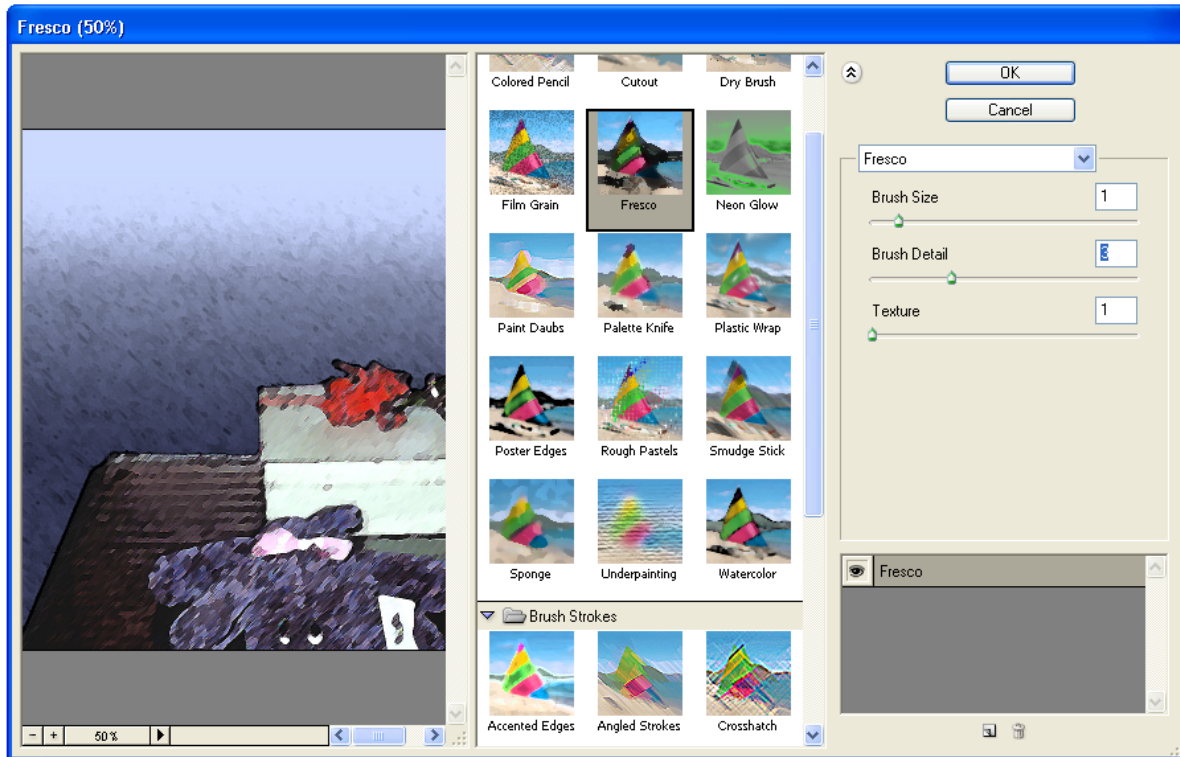 Fresco (50%)
Colored Pencil
Cutout
Dry Brush
Film Grain
Fresco
Neon Glow
Paint Daubs
Palette Knife
Plastic Wrap
Poster Edges
Rough Pastels
Smudge Stick
Sponge
Underpainting
Watercolor
Brush Strokes
Accented Edges
Angled Strokes
Crosshatch
- + 50%
OK
Cancel
Fresco
Brush Size 1
Brush Detail 3
Texture 1
Fresco